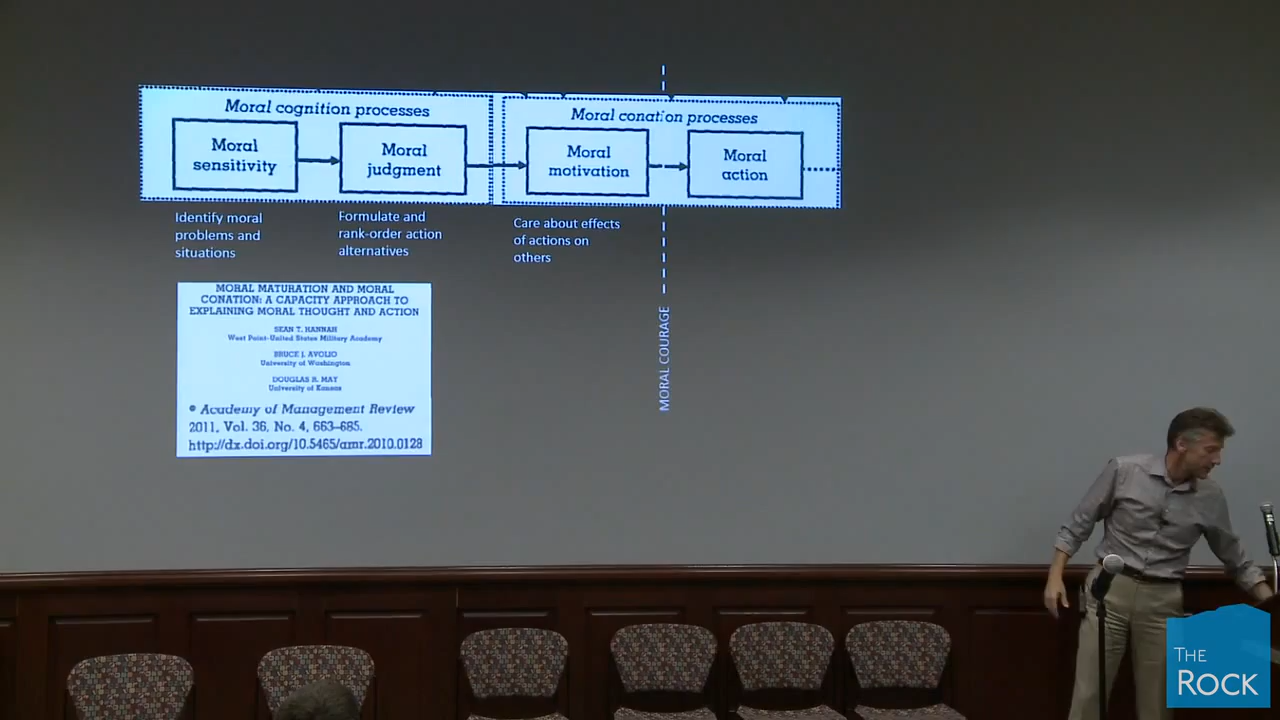 Moral cognition processes
Moral
sensitivity
Moral
judgment
Moral conation processes
Moral
motivation
Moral
action
Identify moral
problems and
situations
Formulate and
rank-order action
alternatives
Care about effects
of actions on
others
MORAL COURAGE
MORAL MATURATION AND MORAL
CONATION: A CAPACITY APPROACH TO
EXPLAINING MORAL THOUGHT AND ACTION
SEAN T. HANNAH
West Point-United States Military Academy
BRUCE J. AVOLIO
University of Washington
DOUGLAS R. MAY
University of Kansas
® Academy of Management Review
2011, Vol. 36, No. 4, 663–685.
http://dx.doi.org/10.5465/amr.2010.0128
THE
ROCK